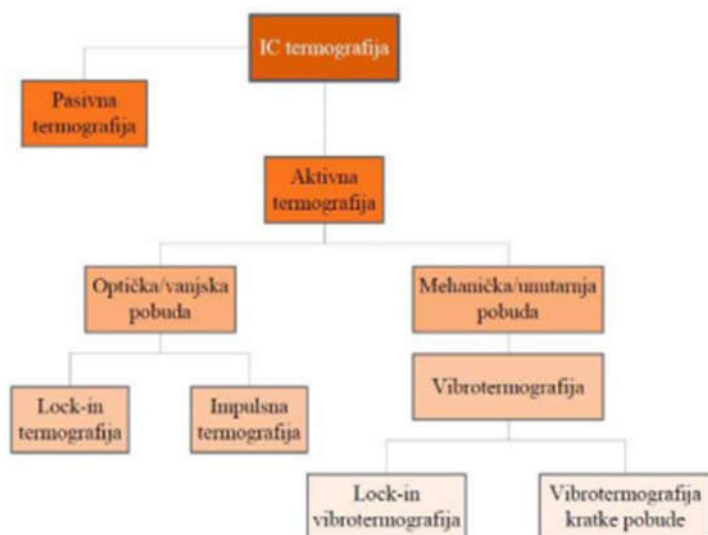 IC termografija
Pasivna
termografija
Aktivna
termografija
Optička/vanjska
pobuda
Mehanička/unutarnja
pobuda
Lock-in
termografija
Impulsna
termografija
Vibrotermografija
Lock-in
vibrotermografija
Vibrotermografija
kratke pobude